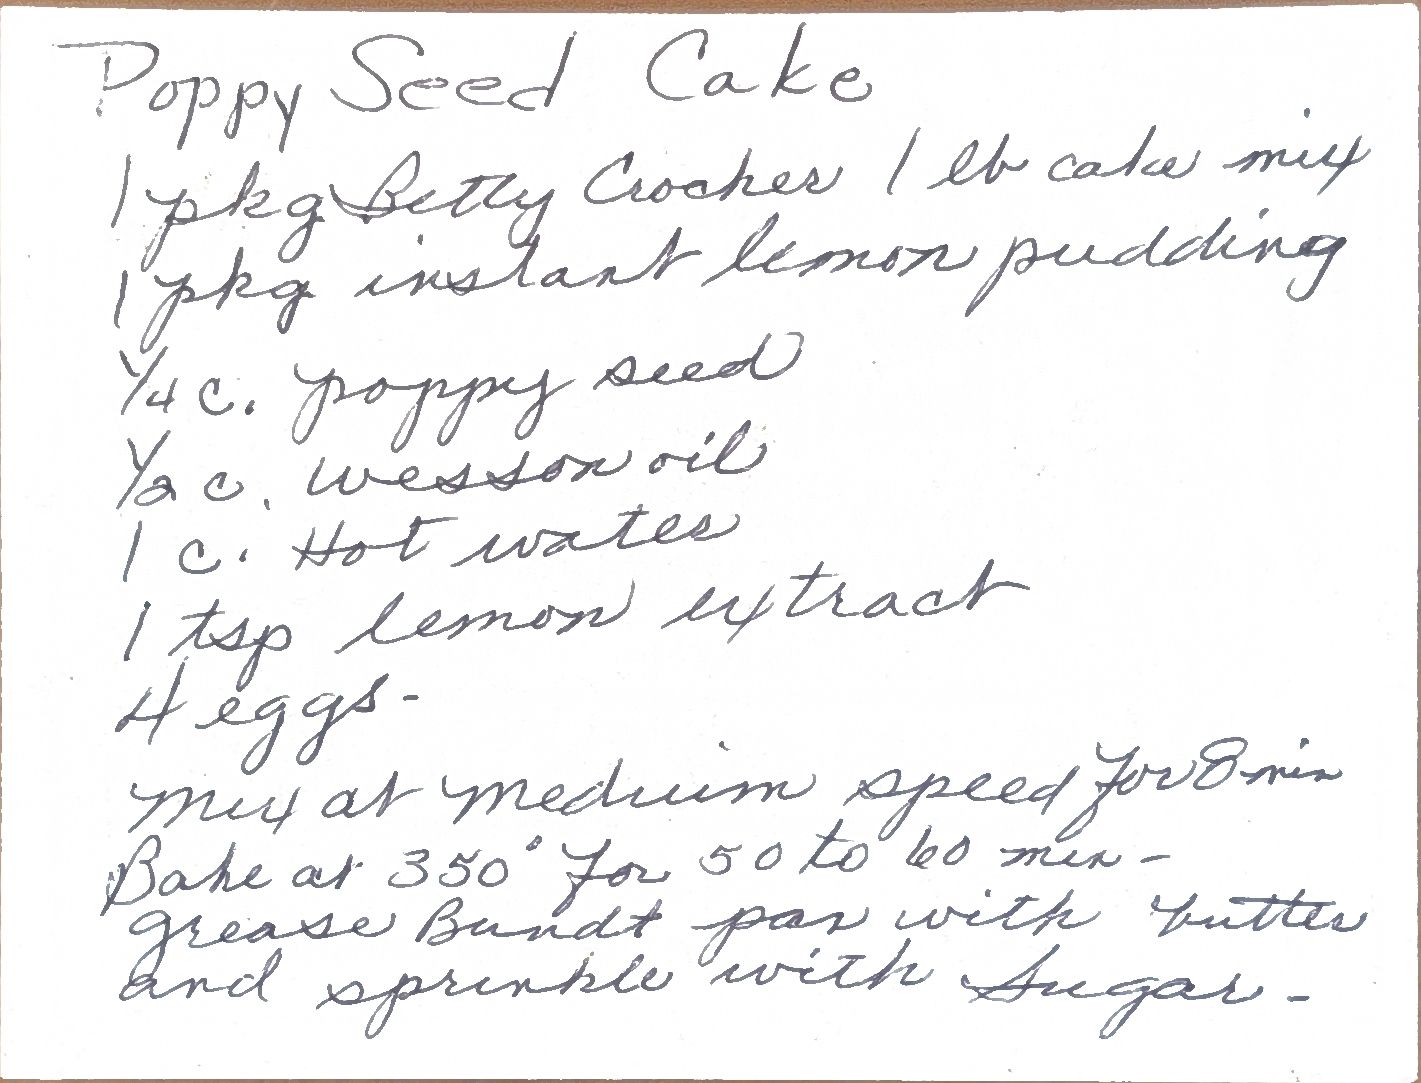 Poppy Seed Cake
1 pkg Betty Crocker 1 lb cake mix
1 pkg instant lemon pudding
1/4 c. poppy seed
1/2 c. wesson oil
1 c. Hot water
1 tsp lemon extract
4 eggs-
Mix at medium speed for 8 min
Bake at 350° for 50 to 60 min-
grease Bundt pan with butter
and sprinkle with sugar-